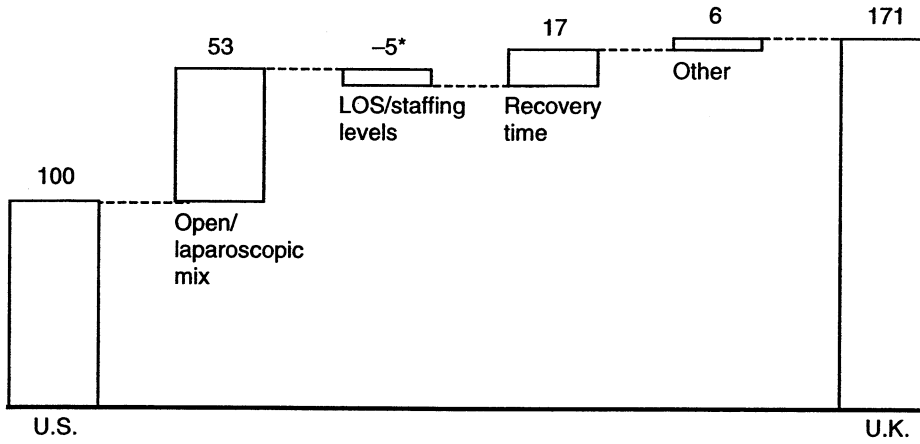 6
171
17
53
–5*
Other
LOS/staffing
levels
Recovery
time
100
Open/
laparoscopic
mix
U.S.
U.K.